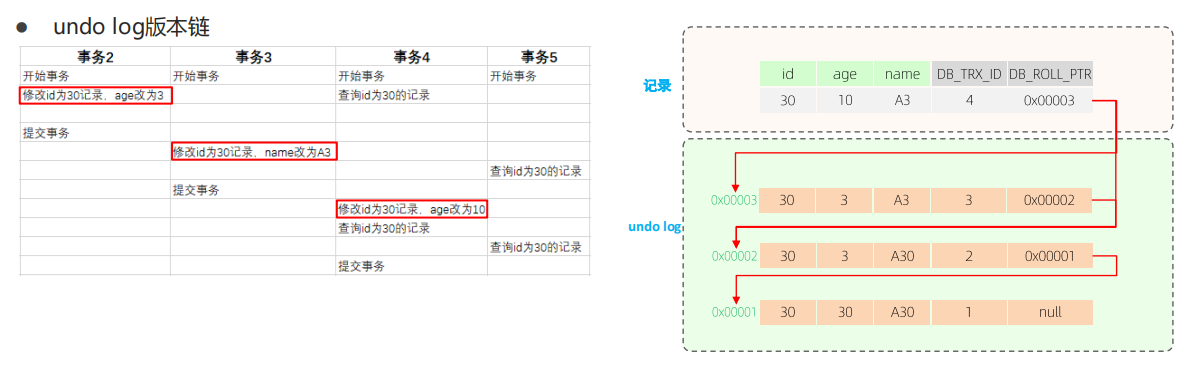 ● undo log版本链
事务2 事务3 事务4 事务5
开始事务 开始事务 开始事务 开始事务
修改id为30记录、age改为3 查询id为30的记录
提交事务
修改id为30记录、name改为A3
查询id为30的记录
提交事务
修改id为30记录、age改为10
查询id为30的记录
查询id为30的记录
提交事务
记录
id age name DB_TRX_ID DB_ROLL_PTR
30 10 A3 4 0x00003
undo log
0x00003 30 3 A3 3 0x00002
0x00002 30 3 A30 2 0x00001
0x00001 30 30 A30 1 null